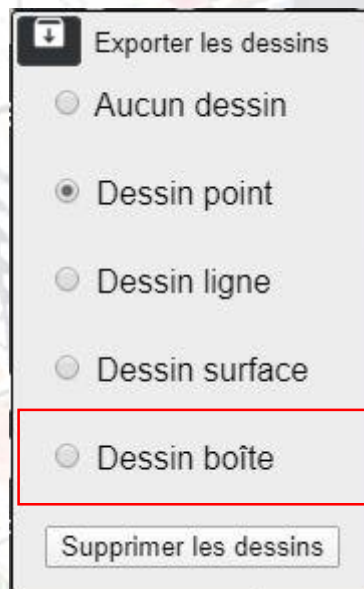 Exporter les dessins
Aucun dessin
Dessin point
Dessin ligne
Dessin surface
Dessin boîte
Supprimer les dessins